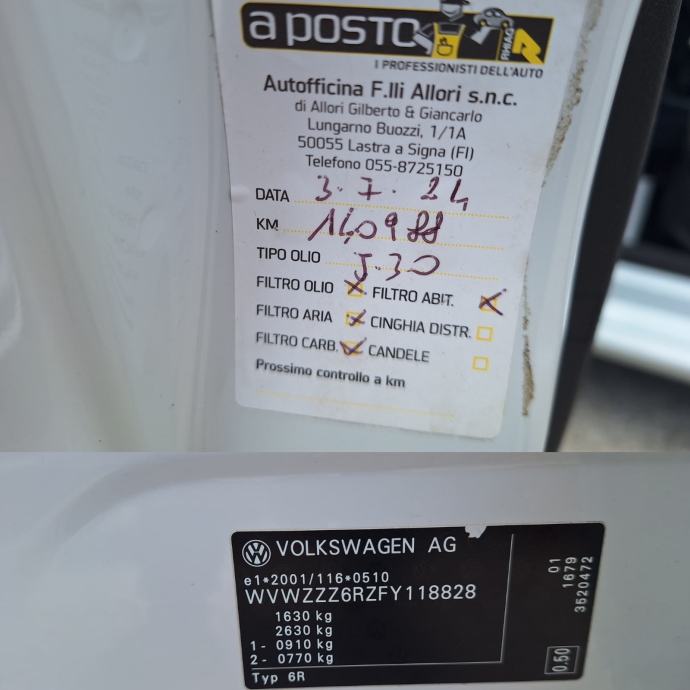 a POSTO
RHIAG
I PROFESSIONISTI DELL'AUTO
Autofficina F.lli Allori s.n.c.
di Allori Gilberto & Giancarlo
Lungarno Buozzi, 1/1A
50055 Lastra a Signa (FI)
Telefono 055-8725150
DATA 3.7.24
KM 140988
TIPO OLIO 5.30
FILTRO OLIO X FILTRO ABIT. X
FILTRO ARIA X CINGHIA DISTR.
FILTRO CARB. X CANDELE
Prossimo controllo a km
VOLKSWAGEN AG
e1*2001/116*0510
WVWZZZ6RZFY118828
1630 kg
2630 kg
1- 0910 kg
2- 0770 kg
Typ 6R
01
1679
3520472
0.50